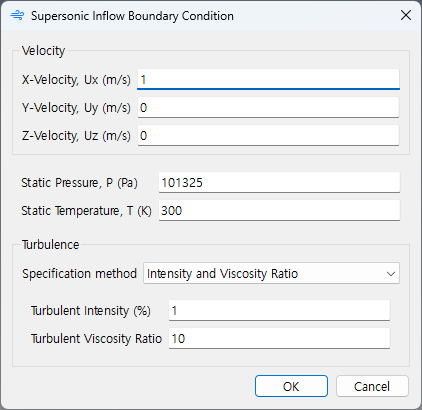 Supersonic Inflow Boundary Condition
Velocity
X-Velocity, Ux (m/s) 1
Y-Velocity, Uy (m/s) 0
Z-Velocity, Uz (m/s) 0
Static Pressure, P (Pa) 101325
Static Temperature, T (K) 300
Turbulence
Specification method Intensity and Viscosity Ratio
Turbulent Intensity (%) 1
Turbulent Viscosity Ratio 10
OK Cancel